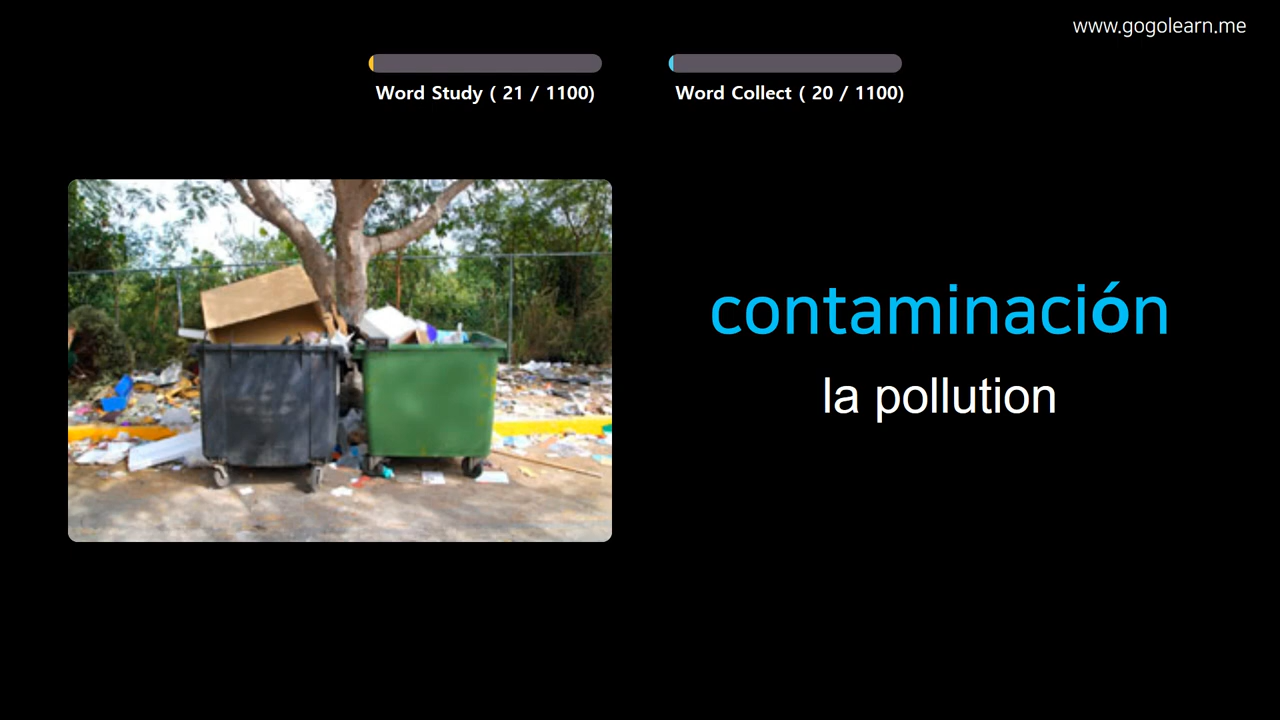 www.gogolearn.me
Word Study ( 21 / 1100)
Word Collect ( 20 / 1100)
contaminación
la pollution